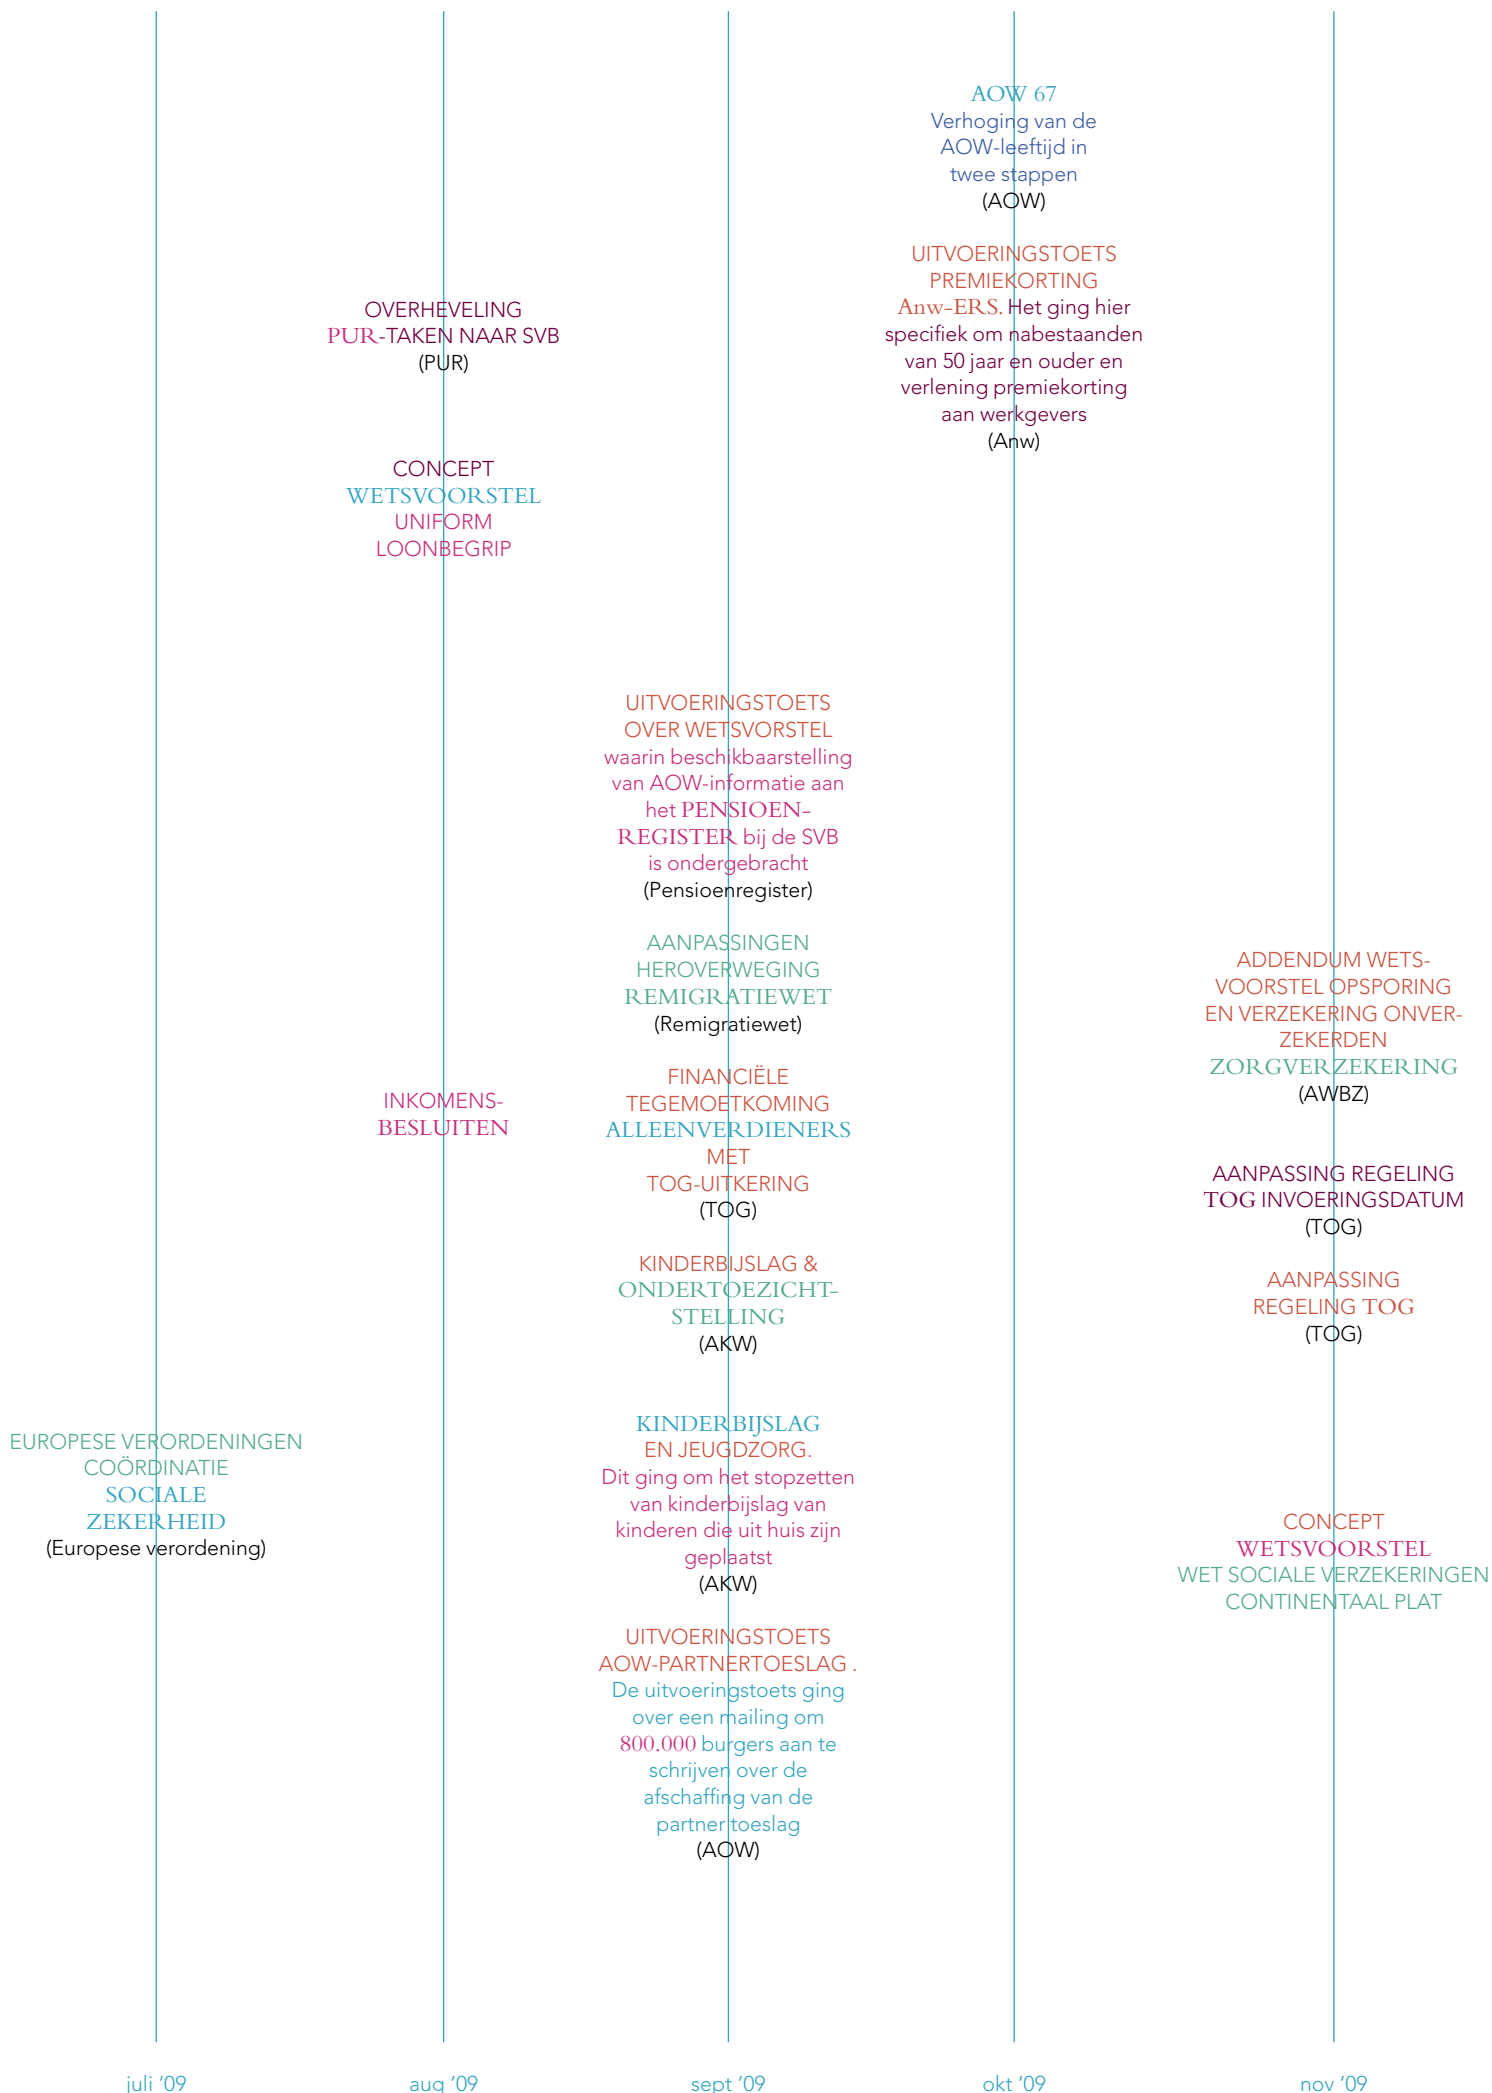 EUROPESE VERORDENINGEN
COÖRDINATIE
SOCIALE
ZEKERHEID
(Europese verordening)
juli ’09
OVERHEVELING
PUR-TAKEN NAAR SVB
(PUR)
CONCEPT
WETSVOORSTEL
UNIFORM
LOONBEGRIP
INKOMENS-
BESLUITEN
aug ’09
UITVOERINGSTOETS
OVER WETSVORSTEL
waarin beschikbaarstelling
van AOW-informatie aan
het PENSIOEN-
REGISTER bij de SVB
is ondergebracht
(Pensioenregister)
AANPASSINGEN
HEROVERWEGING
REMIGRATIEWET
(Remigratiewet)
FINANCIËLE
TEGEMOETKOMING
ALLEENVERDIENERS
MET
TOG-UITKERING
(TOG)
KINDERBIJSLAG &
ONDERTOEZICHT-
STELLING
(AKW)
KINDERBIJSLAG
EN JEUGDZORG.
Dit ging om het stopzetten
van kinderbijslag van
kinderen die uit huis zijn
geplaatst
(AKW)
UITVOERINGSTOETS
AOW-PARTNERTOESLAG .
De uitvoeringstoets ging
over een mailing om
800.000 burgers aan te
schrijven over de
afschaffing van de
partner toeslag
(AOW)
sept ’09
AOW 67
Verhoging van de
AOW-leeftijd in
twee stappen
(AOW)
UITVOERINGSTOETS
PREMIEKORTING
Anw-ERS. Het ging hier
specifiek om nabestaanden
van 50 jaar en ouder en
verlening premiekorting
aan werkgevers
(Anw)
okt ’09
ADDENDUM WETS-
VOORSTEL OPSPORING
EN VERZEKERING ONVER-
ZEKERDEN
ZORGVERZEKERING
(AWBZ)
AANPASSING REGELING
TOG INVOERINGSDATUM
(TOG)
AANPASSING
REGELING TOG
(TOG)
CONCEPT
WETSVOORSTEL
WET SOCIALE VERZEKERINGEN
CONTINENTAAL PLAT
nov ’09